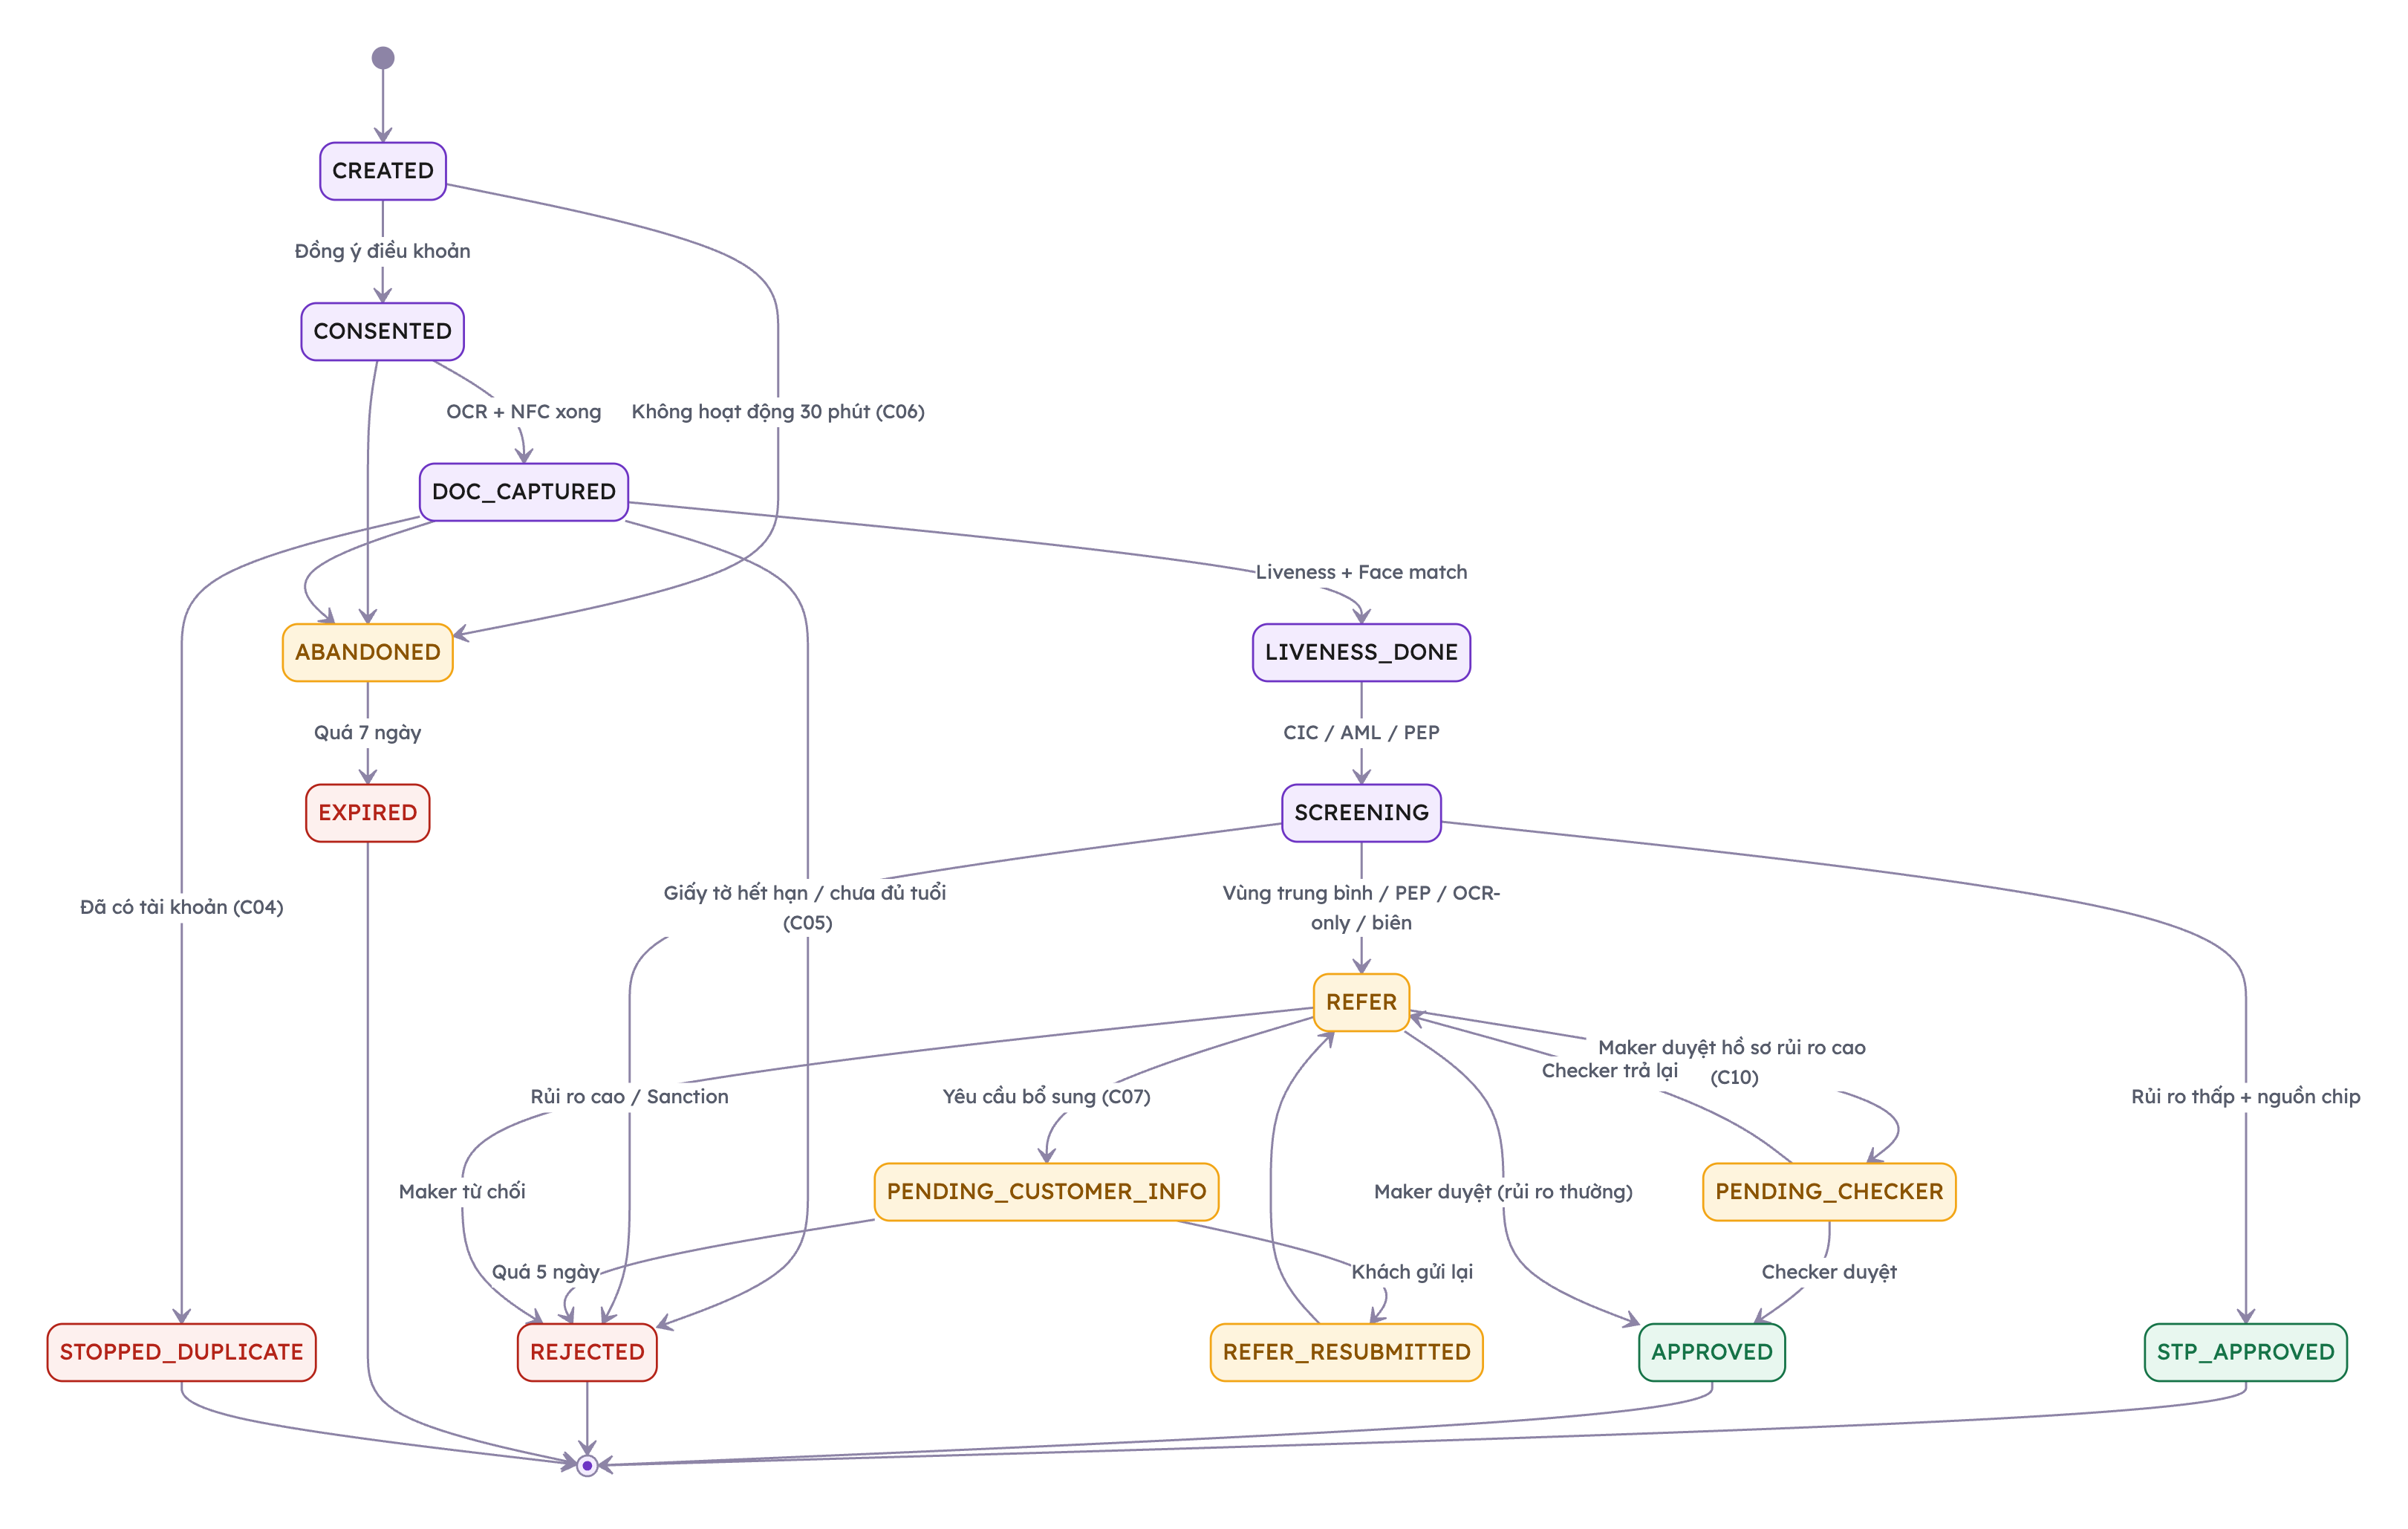 CREATED
Đồng ý điều khoản
CONSENTED
OCR + NFC xong
Không hoạt động 30 phút (C06)
DOC_CAPTURED
Liveness + Face match
ABANDONED
LIVENESS_DONE
Quá 7 ngày
CIC / AML / PEP
EXPIRED
SCREENING
Đã có tài khoản (C04)
Giấy tờ hết hạn / chưa đủ tuổi
(C05)
Vùng trung bình / PEP / OCR-
only / biên
REFER
Maker duyệt hồ sơ rủi ro cao
(C10)
Checker trả lại
Rủi ro cao / Sanction
Yêu cầu bổ sung (C07)
Rủi ro thấp + nguồn chip
Maker từ chối
PENDING_CUSTOMER_INFO
Maker duyệt (rủi ro thường)
PENDING_CHECKER
Quá 5 ngày
Khách gửi lại
Checker duyệt
STOPPED_DUPLICATE
REJECTED
REFER_RESUBMITTED
APPROVED
STP_APPROVED